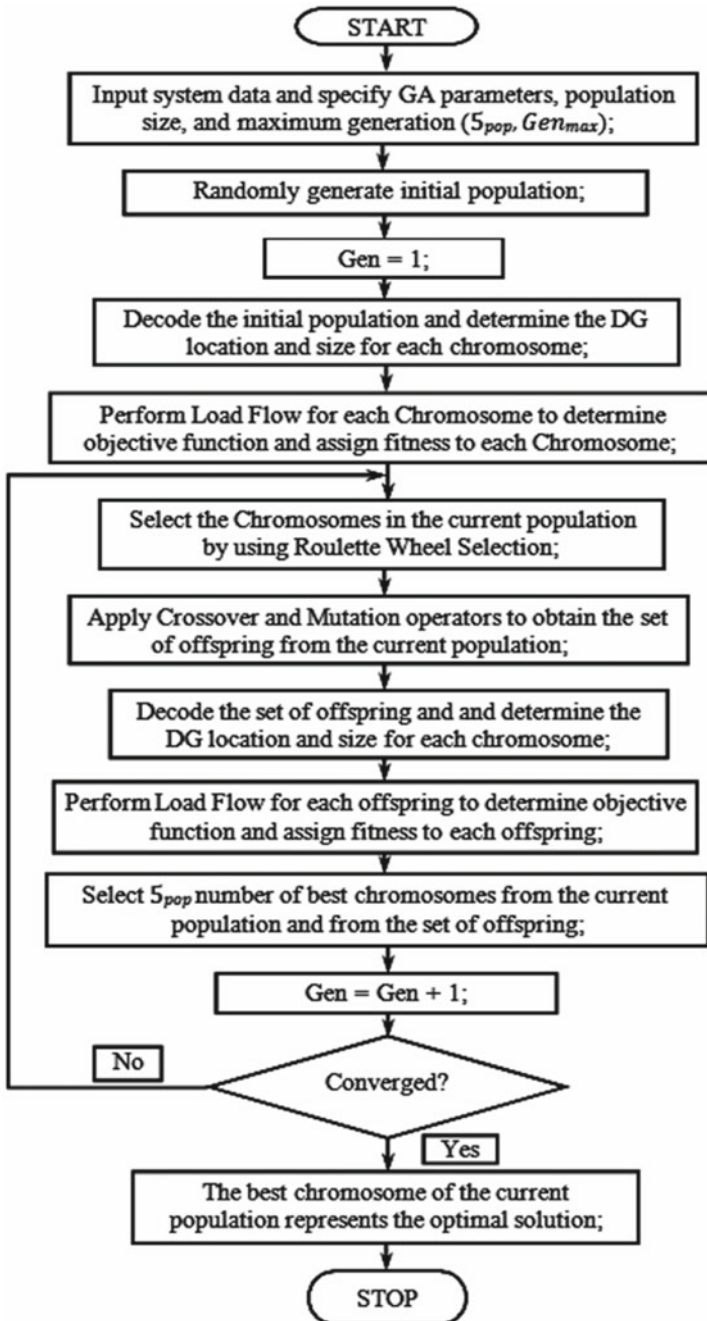 START
Input system data and specify GA parameters, population
size, and maximum generation (5pop, Genmax);
Randomly generate initial population;
Gen = 1;
Decode the initial population and determine the DG
location and size for each chromosome;
Perform Load Flow for each Chromosome to determine
objective function and assign fitness to each Chromosome;
Select the Chromosomes in the current population
by using Roulette Wheel Selection;
Apply Crossover and Mutation operators to obtain the set
of offspring from the current population;
Decode the set of offspring and and determine the
DG location and size for each chromosome;
Perform Load Flow for each offspring to determine objective
function and assign fitness to each offspring;
Select 5pop number of best chromosomes from the current
population and from the set of offspring;
Gen = Gen + 1;
No
Converged?
Yes
The best chromosome of the current
population represents the optimal solution;
STOP